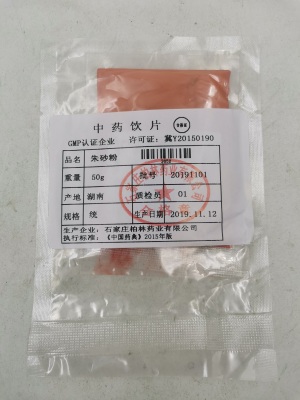 中药饮片
GMP认证企业 许可证：冀Y20150190
品名 朱砂粉
重量 50g 批号 20191101
产地 湖南 质检员 01
规格 统 生产日期 2019.11.12
生产企业：石家庄柏林药业有限公司
执行标准：《中国药典》2015年版